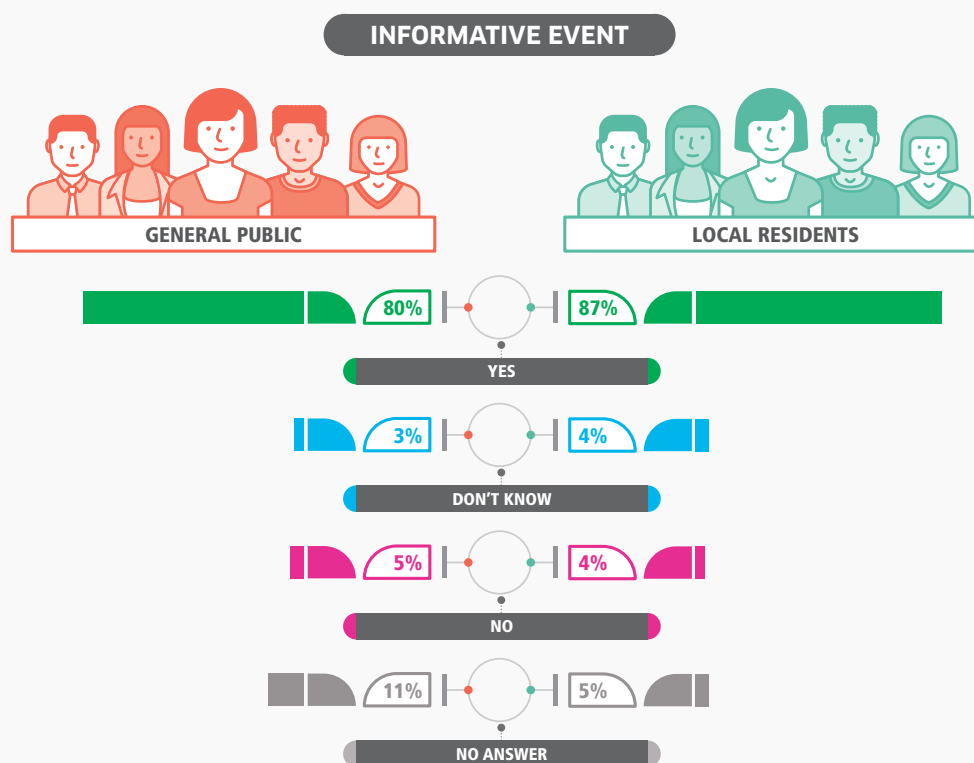 INFORMATIVE EVENT
GENERAL PUBLIC
LOCAL RESIDENTS
80%
87%
YES
3%
4%
DON'T KNOW
5%
4%
NO
11%
5%
NO ANSWER